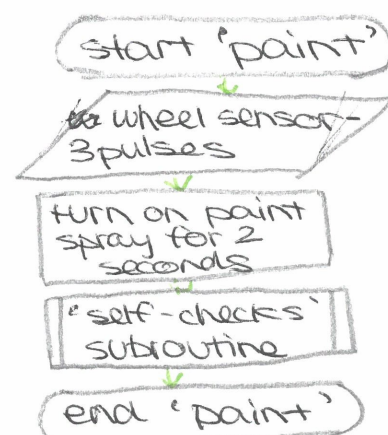 start 'paint'
wheel sensor-
3 pulses
turn on paint
spray for 2
seconds
'self-checks'
subroutine
end 'paint'